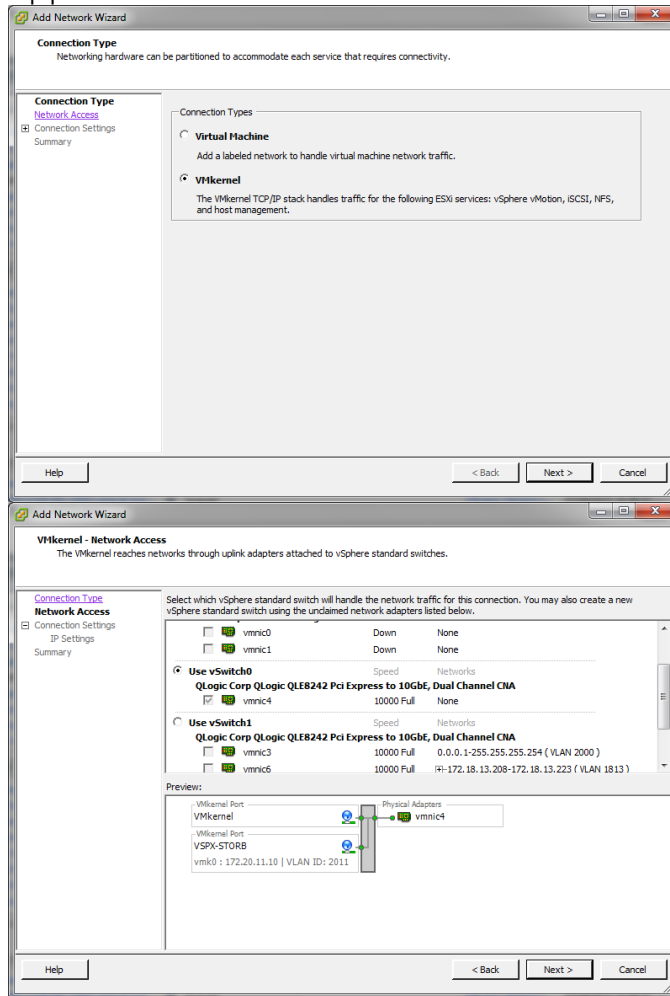 Add Network Wizard
Connection Type
Networking hardware can be partitioned to accommodate each service that requires connectivity.
Connection Type
Network Access
Connection Settings
Summary
Connection Types
Virtual Machine
Add a labeled network to handle virtual machine network traffic.
VMkernel
The VMkernel TCP/IP stack handles traffic for the following ESXi services: vSphere vMotion, iSCSI, NFS,
and host management.
Help
< Back
Next >
Cancel
Add Network Wizard
VMkernel - Network Access
The VMkernel reaches networks through uplink adapters attached to vSphere standard switches.
Connection Type
Network Access
Connection Settings
IP Settings
Summary
Select which vSphere standard switch will handle the network traffic for this connection. You may also create a new
vSphere standard switch using the unclaimed network adapters listed below.
vmnic0 Down None
vmnic1 Down None
Use vSwitch0 Speed Networks
QLogic Corp QLogic QLE8242 Pci Express to 10GbE, Dual Channel CNA
vmnic4 10000 Full None
Use vSwitch1 Speed Networks
QLogic Corp QLogic QLE8242 Pci Express to 10GbE, Dual Channel CNA
vmnic3 10000 Full 0.0.0.1-255.255.255.254 ( VLAN 2000 )
vmnic6 10000 Full 172.18.13.208-172.18.13.223 ( VLAN 1813 )
Preview:
VMkernel Port
VMkernel
Physical Adapters
vmnic4
VMkernel Port
VSPX-STORB
vmk0 : 172.20.11.10 | VLAN ID: 2011
Help
< Back
Next >
Cancel